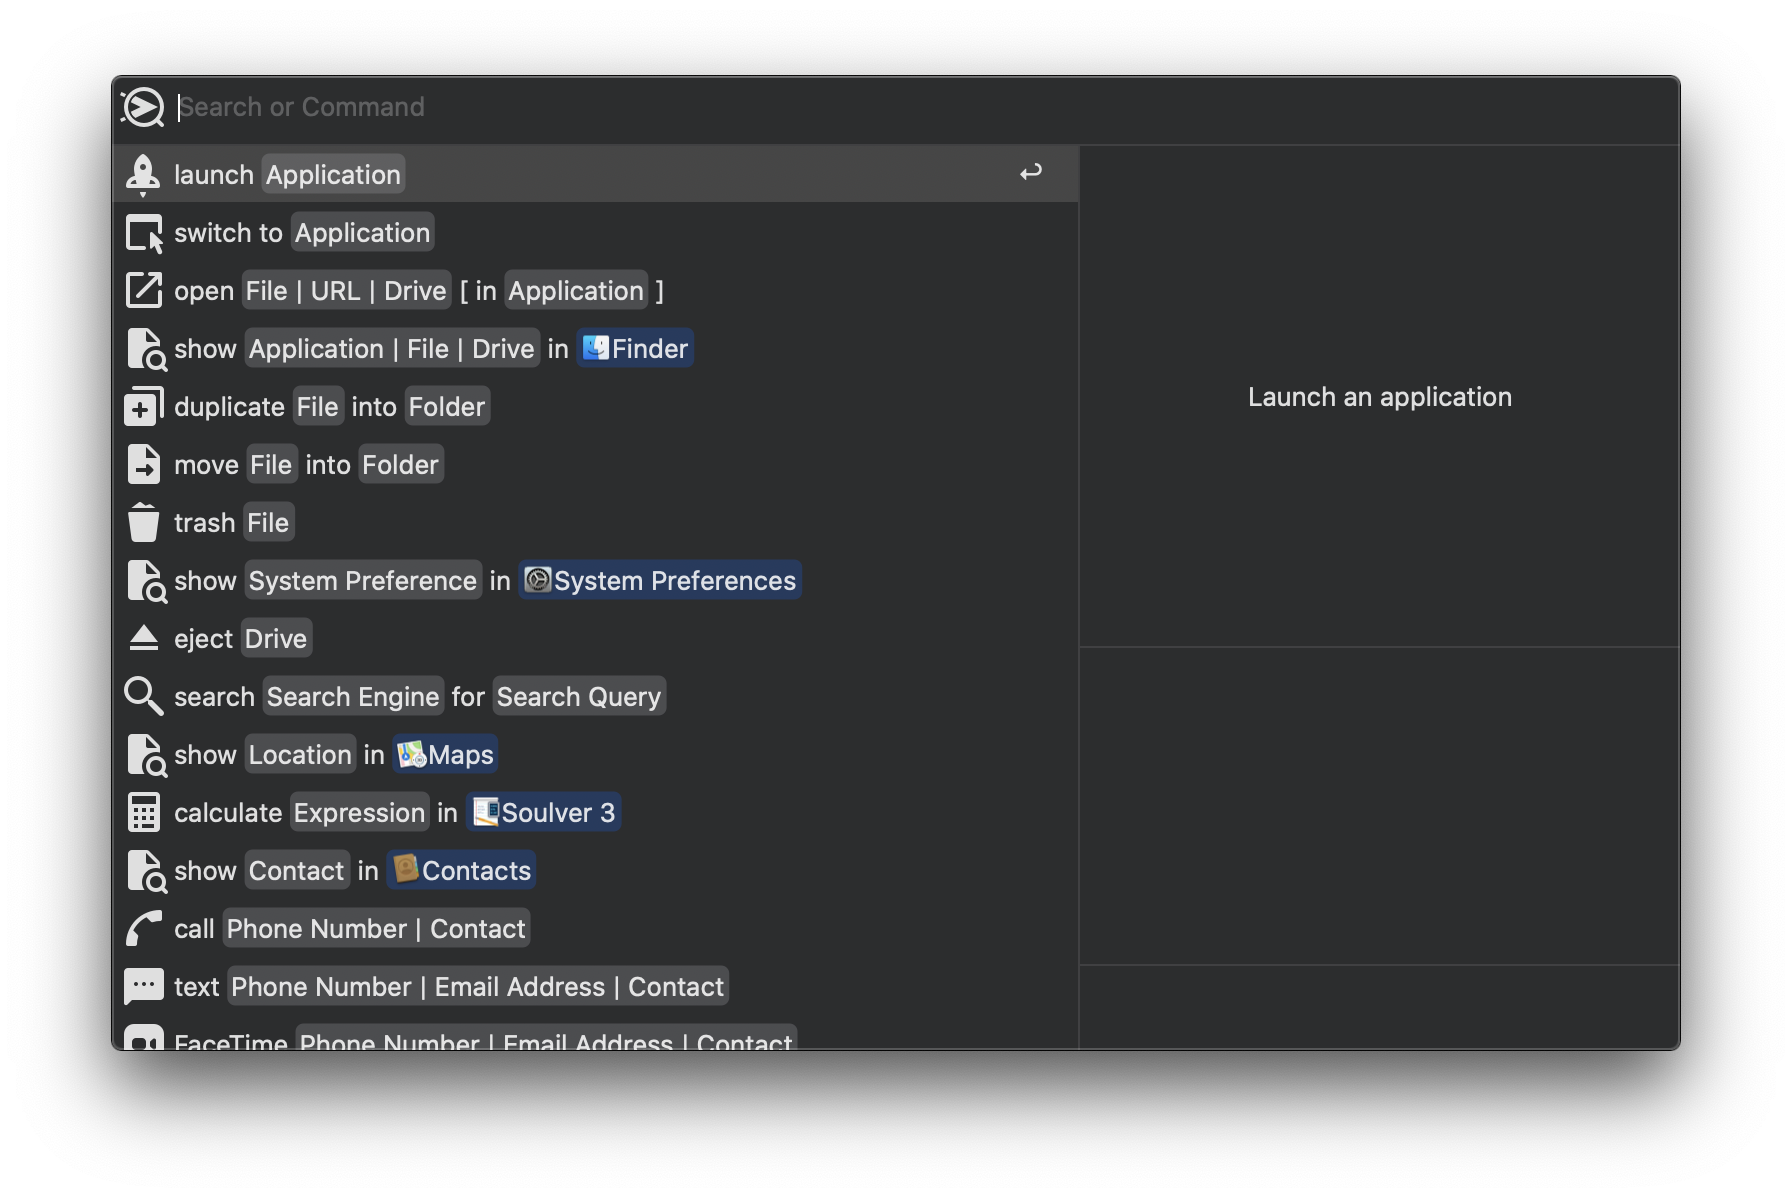 Search or Command
launch Application
switch to Application
open File | URL | Drive [ in Application ]
show Application | File | Drive in Finder
duplicate File into Folder
move File into Folder
trash File
show System Preference in System Preferences
eject Drive
search Search Engine for Search Query
show Location in Maps
calculate Expression in Soulver 3
show Contact in Contacts
call Phone Number | Contact
text Phone Number | Email Address | Contact
FaceTime Phone Number | Email Address | Contact
Launch an application